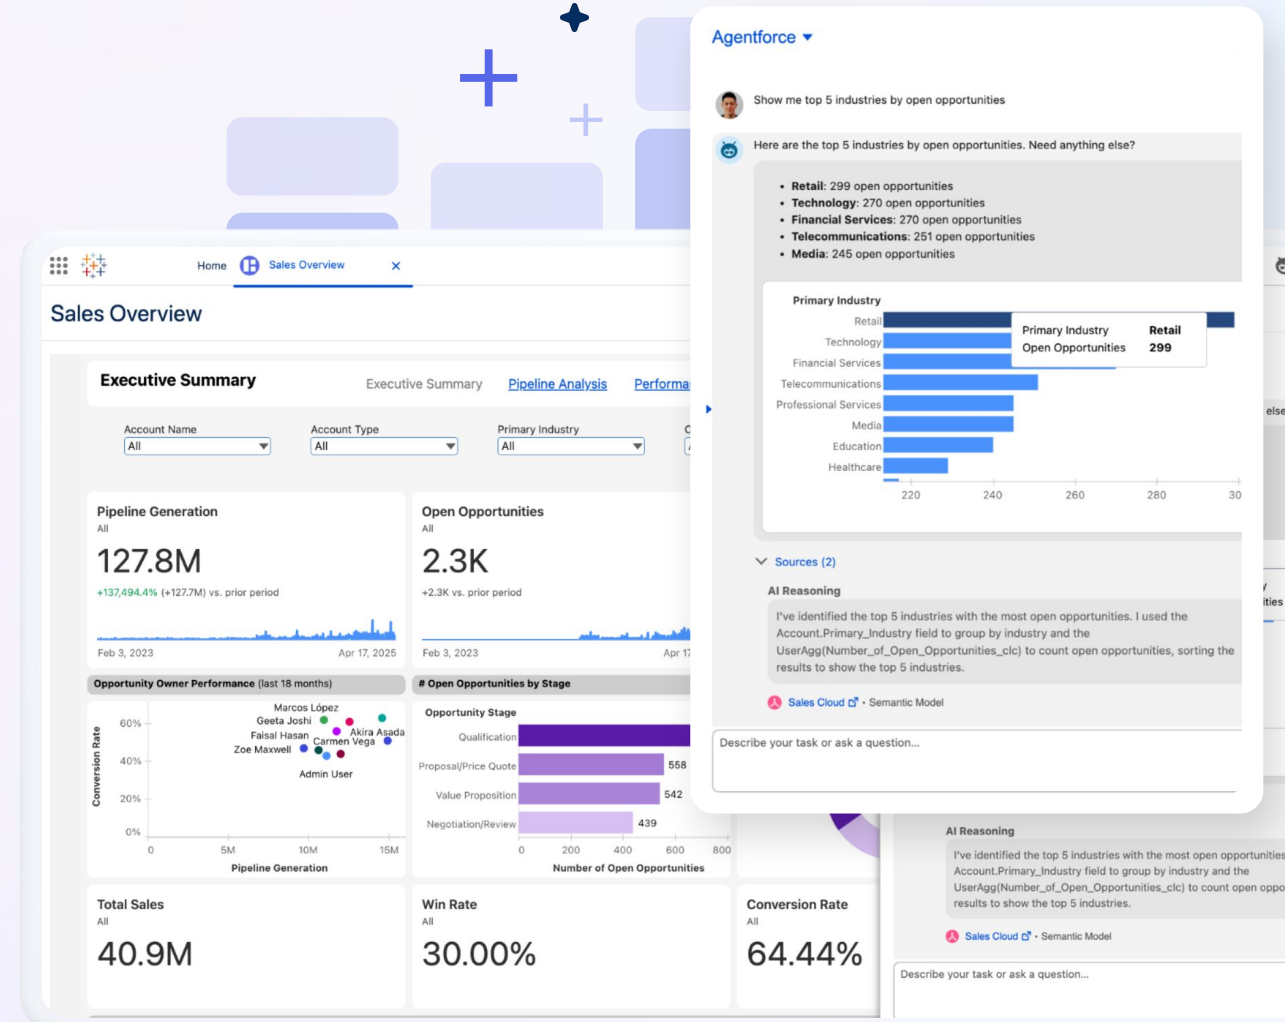 Agentforce
Show me top 5 industries by open opportunities
Here are the top 5 industries by open opportunities. Need anything else?
• Retail: 299 open opportunities
• Technology: 270 open opportunities
• Financial Services: 270 open opportunities
• Telecommunications: 251 open opportunities
• Media: 245 open opportunities
Primary Industry
Retail
Technology
Financial Services
Telecommunications
Professional Services
Media
Education
Healthcare
220 240 260 280 30
Primary Industry Retail
Open Opportunities 299
Sources (2)
AI Reasoning
I've identified the top 5 industries with the most open opportunities. I used the
Account.Primary_Industry field to group by industry and the
UserAgg(Number_of_Open_Opportunities_clc) to count open opportunities, sorting the
results to show the top 5 industries.
Sales Cloud • Semantic Model
Describe your task or ask a question...
Home Sales Overview
Sales Overview
Executive Summary
Executive Summary Pipeline Analysis Performa
Account Name Account Type Primary Industry
All All All
Pipeline Generation
All
127.8M
+137,494.4% (+127.7M) vs. prior period
Feb 3, 2023 Apr 17, 2025
Open Opportunities
All
2.3K
+2.3K vs. prior period
Feb 3, 2023 Apr 17
Opportunity Owner Performance (last 18 months)
Conversion Rate
60%
40%
20%
0%
Marcos López
Geeta Joshi
Faisal Hasan
Akira Asada
Carmen Vega
Zoe Maxwell
Admin User
0 5M 10M 15M
Pipeline Generation
# Open Opportunities by Stage
Opportunity Stage
Qualification
Proposal/Price Quote 558
Value Proposition 542
Negotiation/Review 439
0 200 400 600 800
Number of Open Opportunities
Total Sales
All
40.9M
Win Rate
All
30.00%
Conversion Rate
All
64.44%
else
ities
AI Reasoning
I've identified the top 5 industries with the most open opportunities
Account.Primary_Industry field to group by industry and the
UserAgg(Number_of_Open_Opportunities_clc) to count open oppo
results to show the top 5 industries.
Sales Cloud • Semantic Model
Describe your task or ask a question...